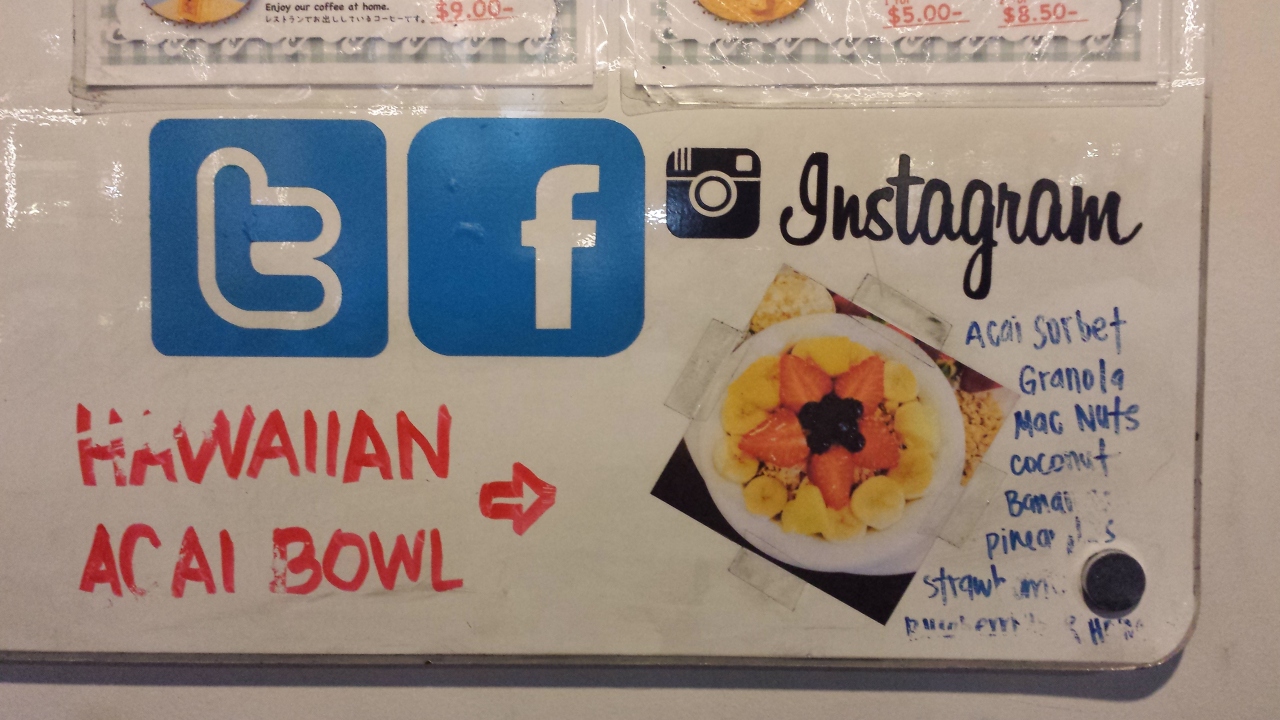 Enjoy our coffee at home.
レストランでお出ししているコーヒーです。
$9.00-
$5.00-
$8.50-
t
f
Instagram
Acai Sorbet
Granola
Mac Nuts
coconut
HAWAIIAN
ACAI BOWL
&